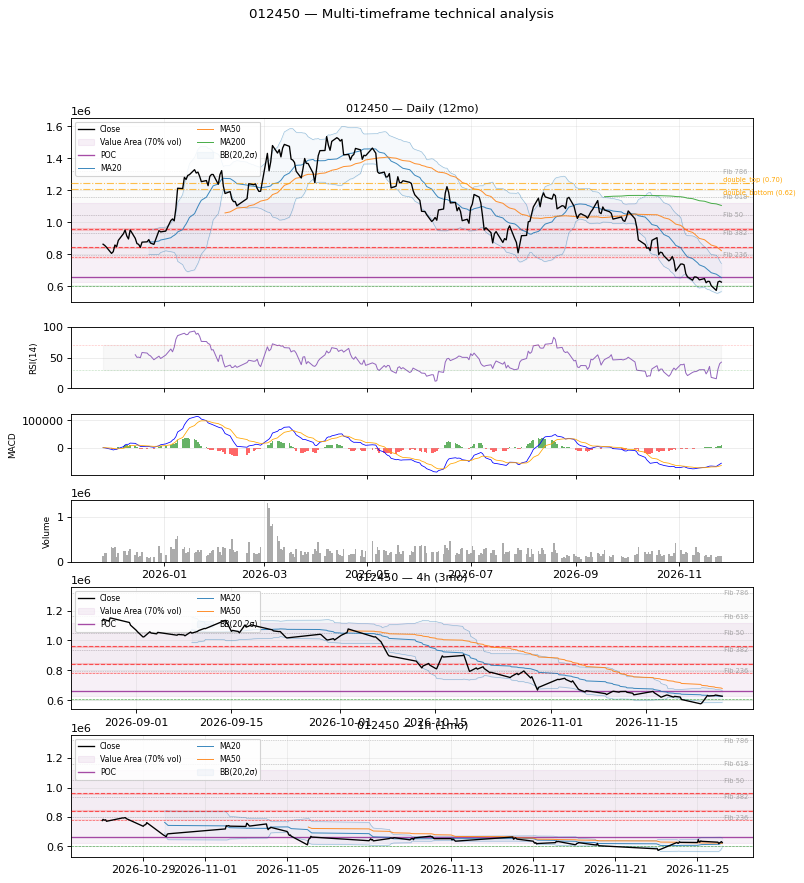 012450 — Multi-timeframe technical analysis
012450 — Daily (12mo)
1e6
Close
Value Area (70% vol)
POC
MA20
MA50
MA200
BB(20,2σ)
1.6
1.4
1.2
1.0
0.8
0.6
Fib 786
double_top (0.70)
double_bottom (0.62)
Fib 618
Fib 50
Fib 382
Fib 236
RSI(14)
100
50
0
MACD
100000
0
1e6
Volume
1
0
2026-01
2026-03
2026-05
2026-07
2026-09
2026-11
012450 — 4h (3mo)
1e6
Close
Value Area (70% vol)
POC
MA20
MA50
BB(20,2σ)
1.2
1.0
0.8
0.6
Fib 786
Fib 618
Fib 50
Fib 382
Fib 236
2026-09-01
2026-09-15
2026-10-01
2026-10-15
2026-11-01
2026-11-15
012450 — 1h (1mo)
1e6
Close
Value Area (70% vol)
POC
MA20
MA50
BB(20,2σ)
1.2
1.0
0.8
0.6
Fib 786
Fib 618
Fib 50
Fib 382
Fib 236
2026-10-29
2026-11-01
2026-11-05
2026-11-09
2026-11-13
2026-11-17
2026-11-21
2026-11-25